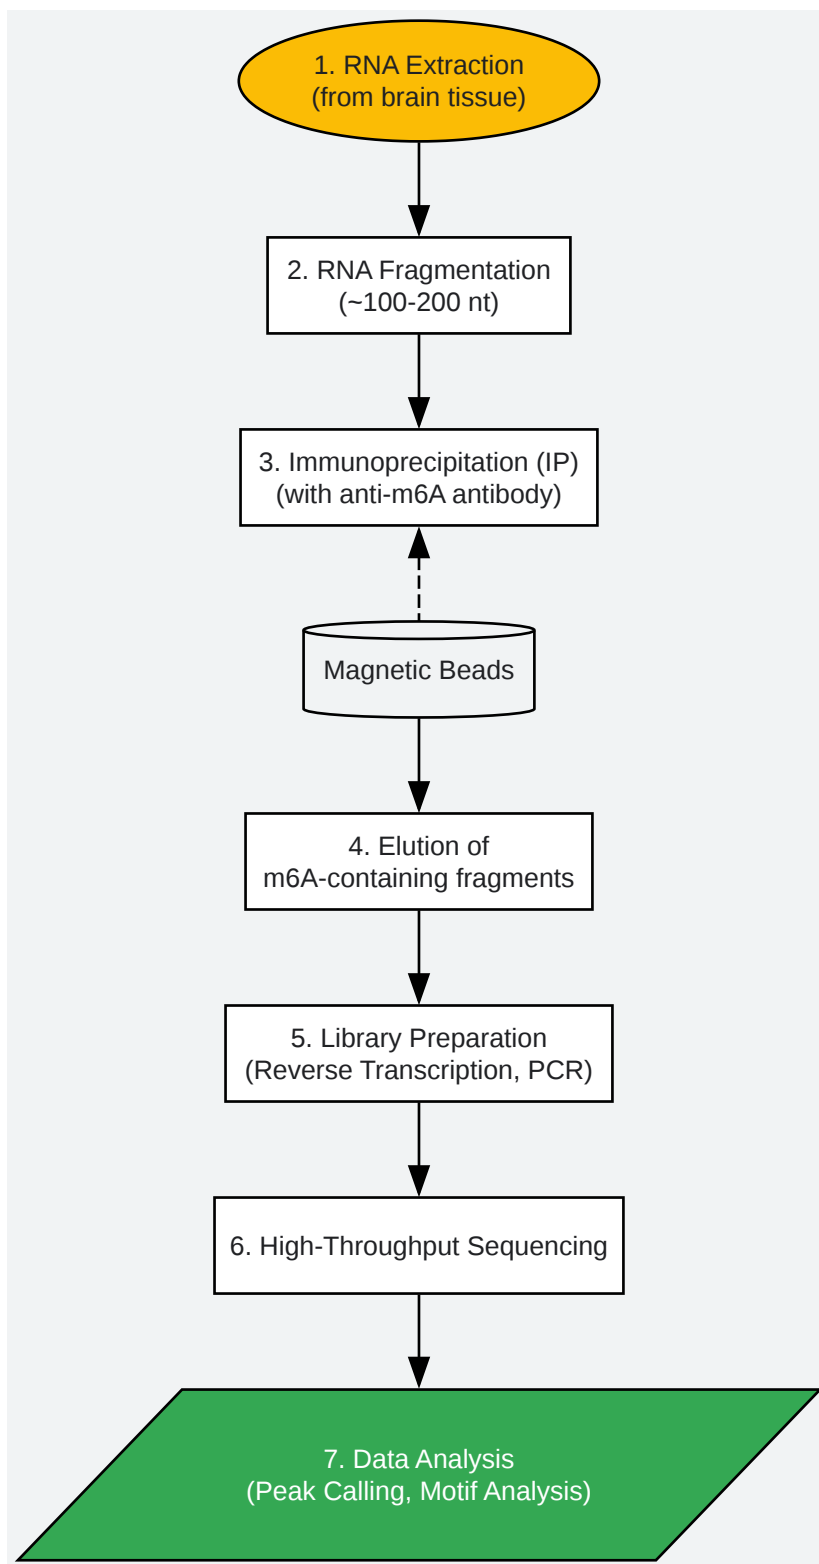 1. RNA Extraction
(from brain tissue)
2. RNA Fragmentation
(~100-200 nt)
3. Immunoprecipitation (IP)
(with anti-m6A antibody)
Magnetic Beads
4. Elution of
m6A-containing fragments
5. Library Preparation
(Reverse Transcription, PCR)
6. High-Throughput Sequencing
7. Data Analysis
(Peak Calling, Motif Analysis)